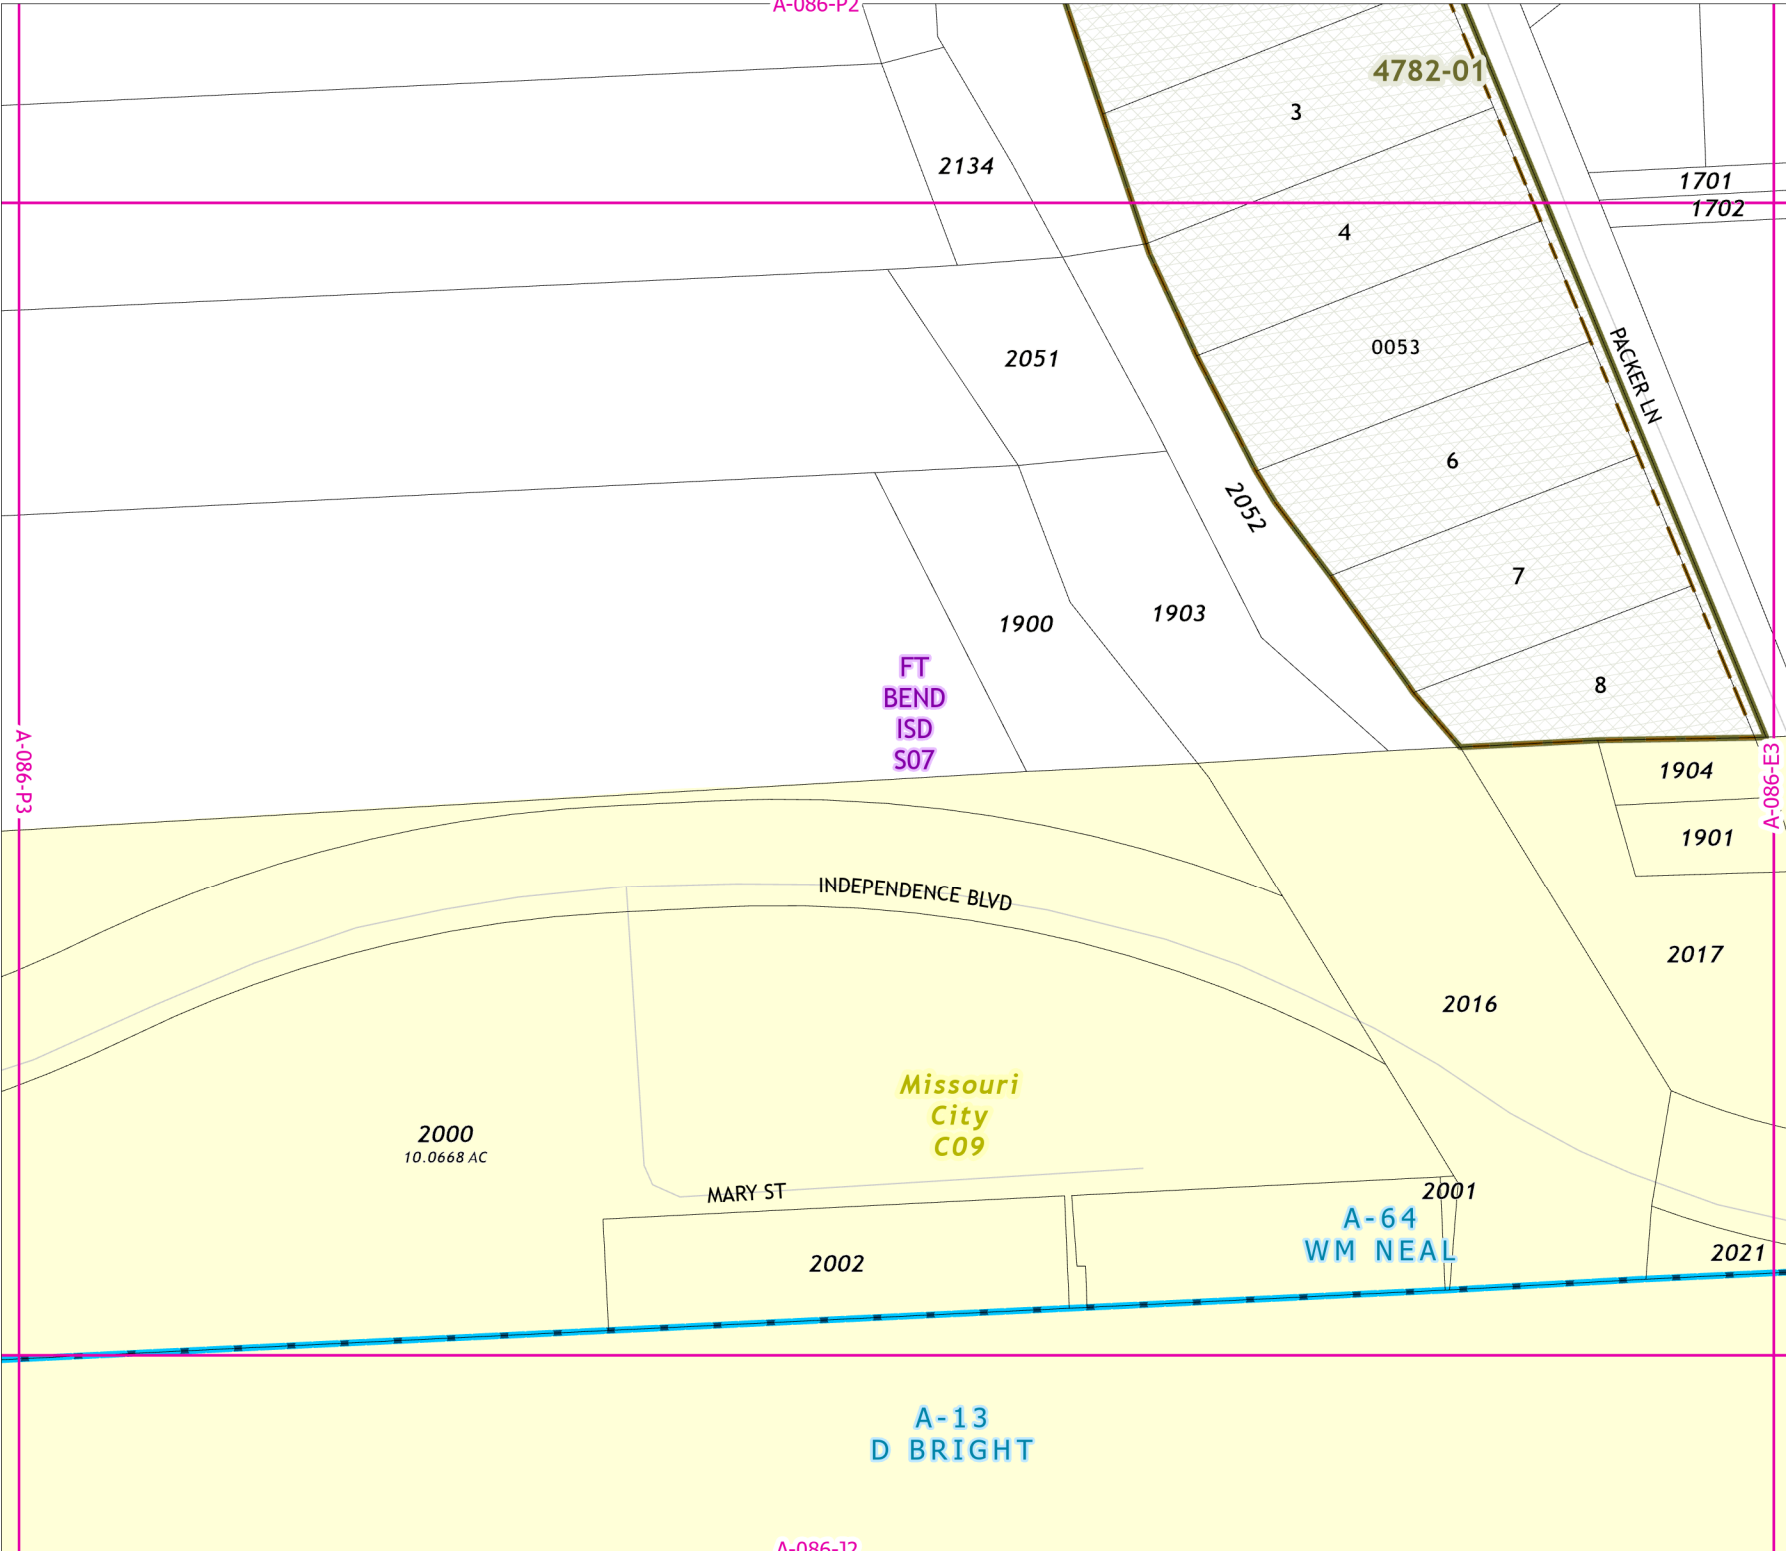 A-086-P2
4782-01
3
2134
1701
1702
4
0053
2051
PACKER LN
6
2052
7
1903
1900
FT
BEND
ISD
S07
8
A-086-P3
A-086-E3
1904
1901
INDEPENDENCE BLVD
2017
2016
Missouri
City
C09
2000
10.0668 AC
MARY ST
2001
A-64
WM NEAL
2002
2021
A-13
D BRIGHT
A-086-J2